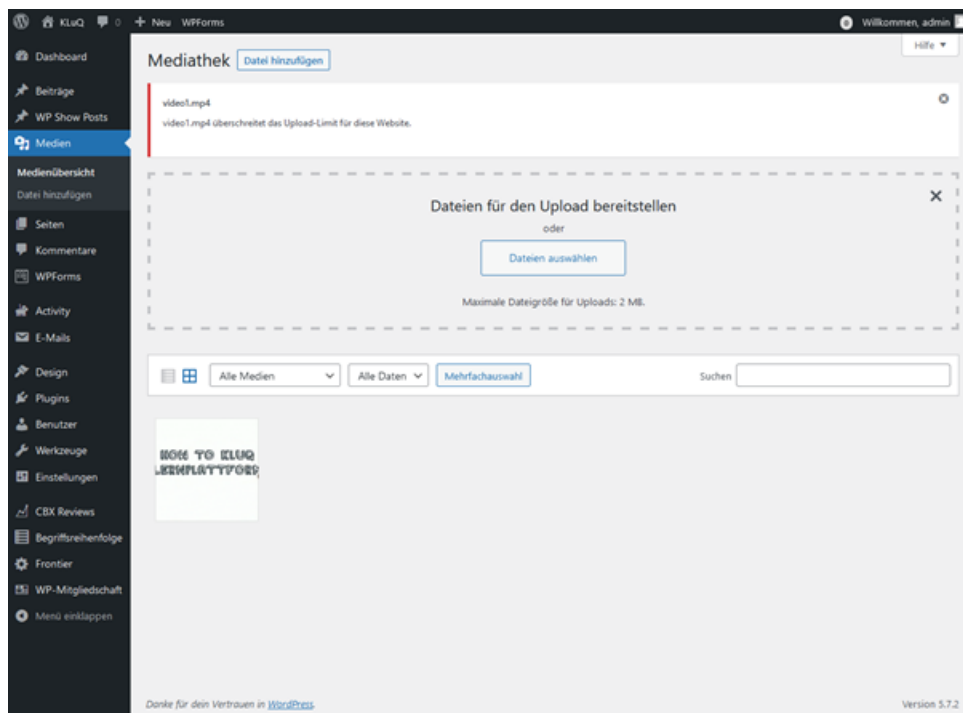 KLuQ 0 + Neu WPForms Willkommen, admin
Dashboard
Beiträge
WP Show Posts
Medien
Medienübersicht
Datei hinzufügen
Seiten
Kommentare
WPForms
Activity
E-Mails
Design
Plugins
Benutzer
Werkzeuge
Einstellungen
CBX Reviews
Begriffsreihenfolge
Frontier
WP-Mitgliedschaft
Menü einklappen
Hilfe
Mediathek Datei hinzufügen
video1.mp4
video1.mp4 überschreitet das Upload-Limit für diese Website.
Dateien für den Upload bereitstellen
oder
Dateien auswählen
Maximale Dateigröße für Uploads: 2 MB.
Alle Medien Alle Daten Mehrfachauswahl Suchen
HOW TO KLUQ
LERNPLATTFORM
Danke für dein Vertrauen in WordPress. Version 5.7.2